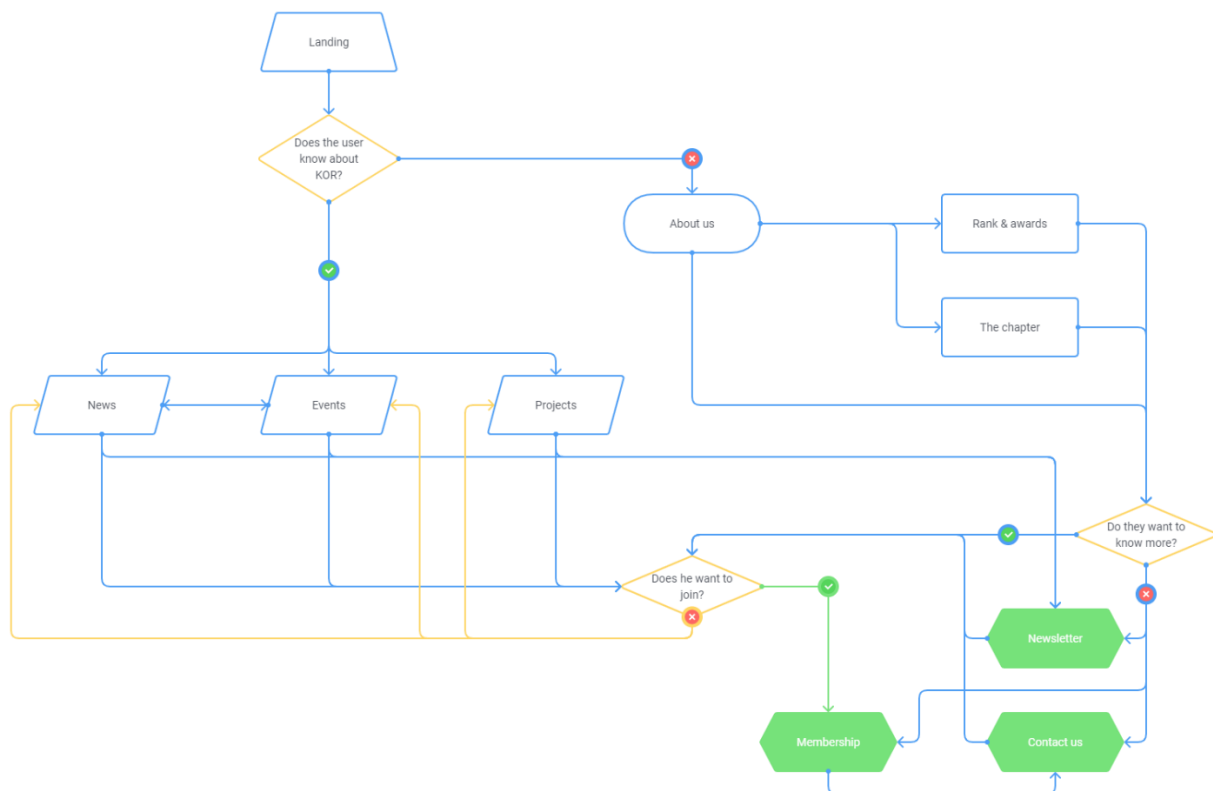 Landing
Does the user
know about
KOR?
About us
Rank & awards
The chapter
News
Events
Projects
Do they want to
know more?
Does he want to
join?
Newsletter
Membership
Contact us